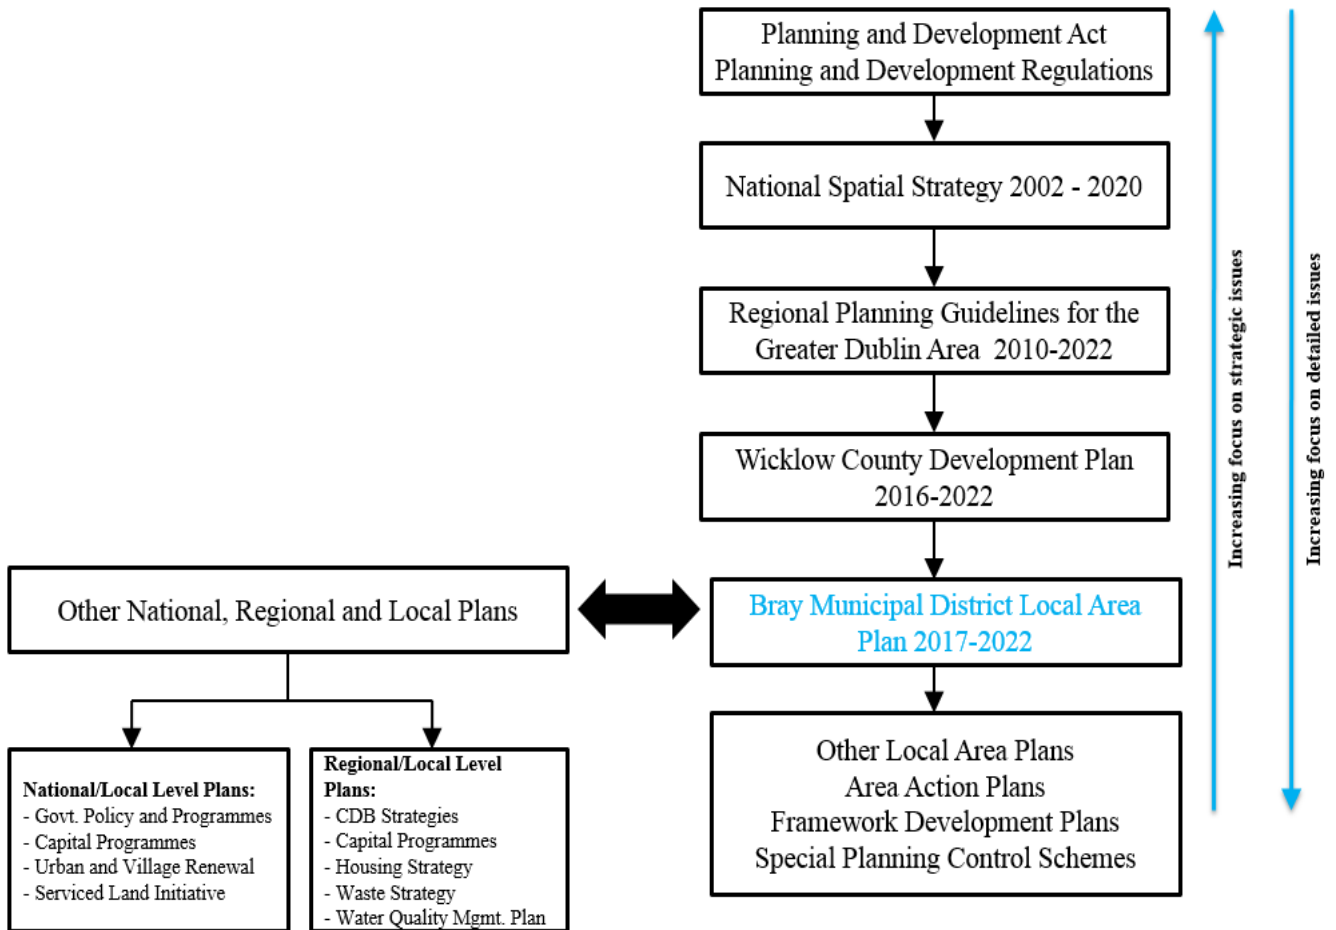 Planning and Development Act
Planning and Development Regulations
National Spatial Strategy 2002 - 2020
Regional Planning Guidelines for the
Greater Dublin Area 2010-2022
Wicklow County Development Plan
2016-2022
Bray Municipal District Local Area
Plan 2017-2022
Other Local Area Plans
Area Action Plans
Framework Development Plans
Special Planning Control Schemes
Other National, Regional and Local Plans
National/Local Level Plans:
- Govt. Policy and Programmes
- Capital Programmes
- Urban and Village Renewal
- Serviced Land Initiative
Regional/Local Level
Plans:
- CDB Strategies
- Capital Programmes
- Housing Strategy
- Waste Strategy
- Water Quality Mgmt. Plan
Increasing focus on strategic issues
Increasing focus on detailed issues